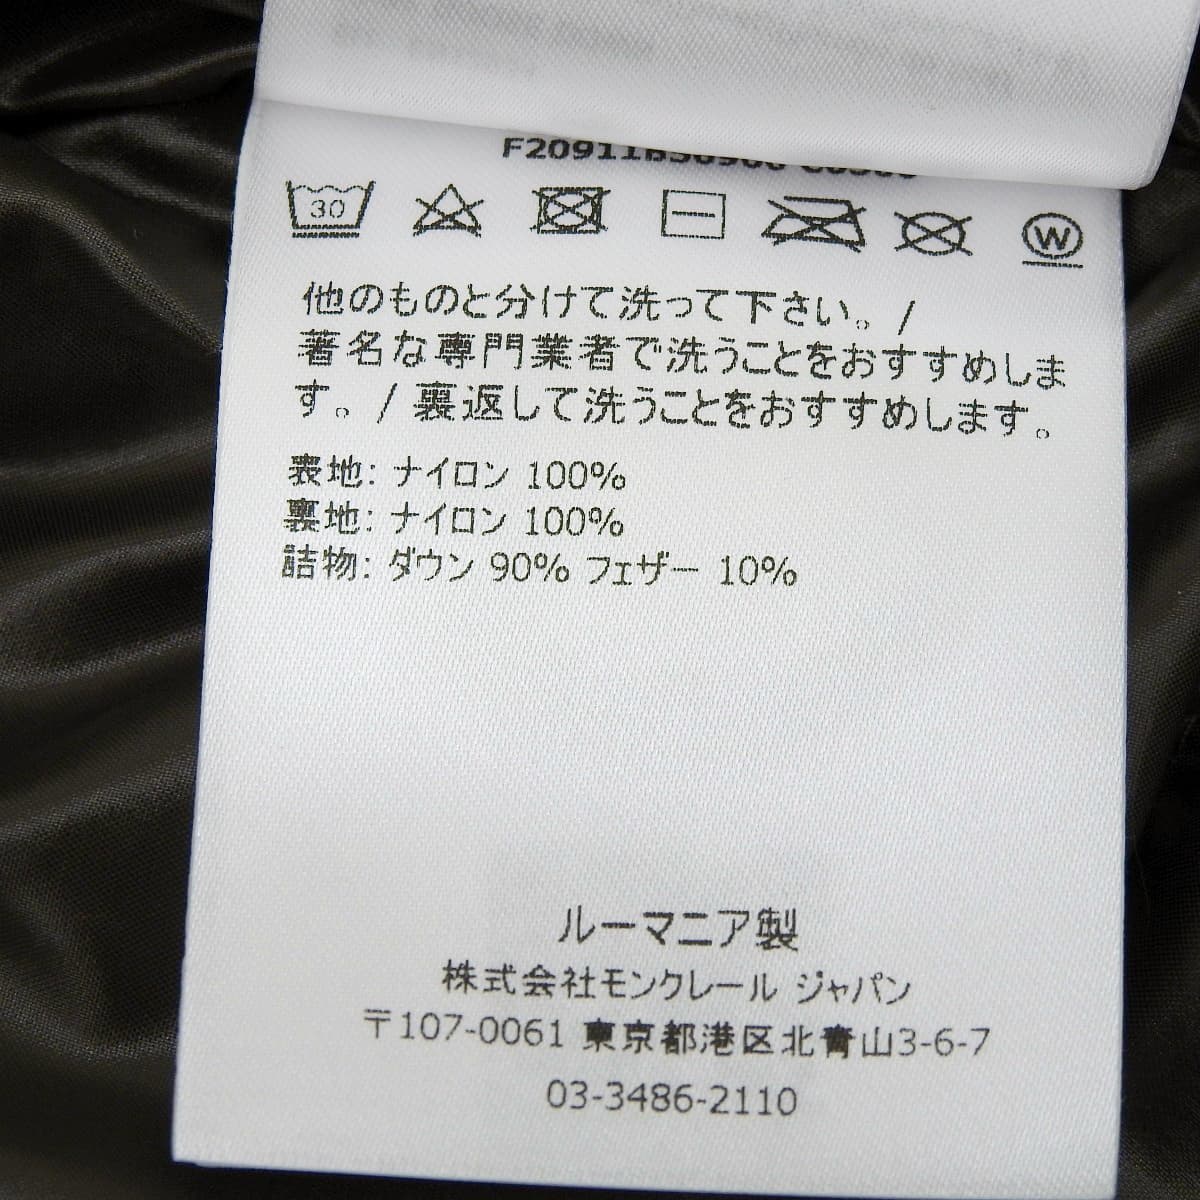 30
W
他のものと分けて洗って下さい。/
著名な専門業者で洗うことをおすすめしま
す。/ 裏返して洗うことをおすすめします。
表地: ナイロン 100%
裏地: ナイロン 100%
詰物: ダウン 90% フェザー 10%
ルーマニア製
株式会社モンクレール ジャパン
〒107-0061 東京都港区北青山3-6-7
03-3486-2110